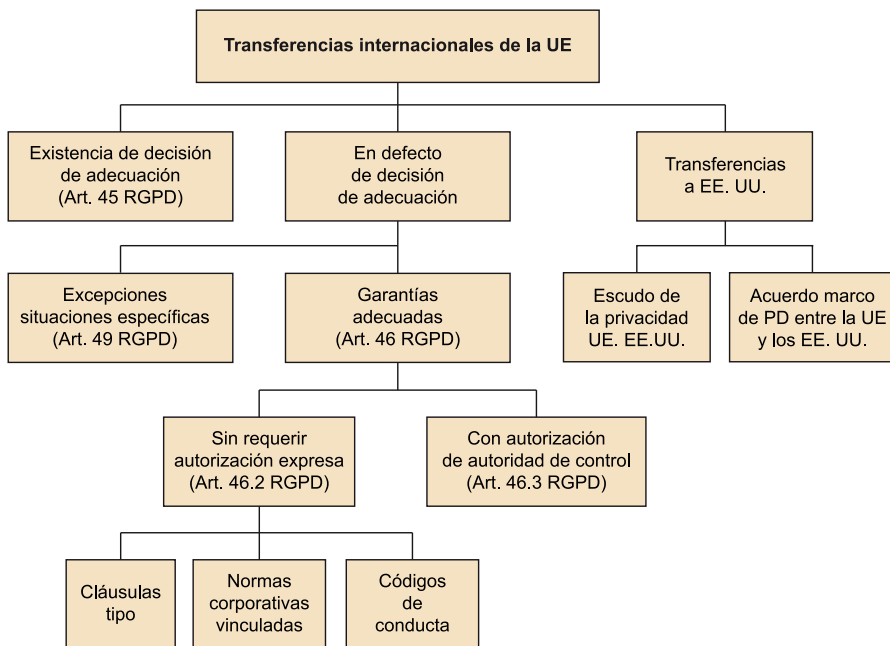 Transferencias internacionales de la UE
Existencia de decisión
de adecuación
(Art. 45 RGPD)
En defecto
de decisión
de adecuación
Transferencias
a EE. UU.
Excepciones
situaciones específicas
(Art. 49 RGPD)
Garantías
adecuadas
(Art. 46 RGPD)
Escudo de
la privacidad
UE. EE.UU.
Acuerdo marco
de PD entre la UE
y los EE. UU.
Sin requerir
autorización expresa
(Art. 46.2 RGPD)
Con autorización
de autoridad de control
(Art. 46.3 RGPD)
Cláusulas
tipo
Normas
corporativas
vinculadas
Códigos
de
conducta